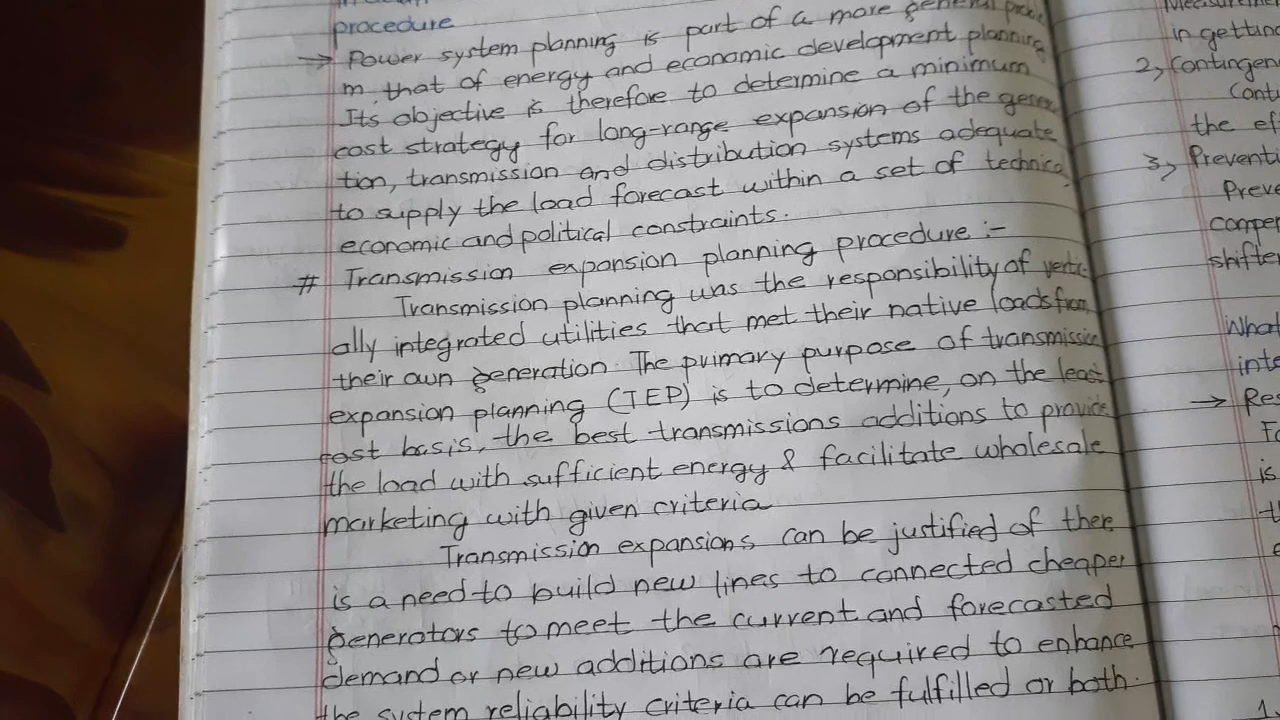 procedure
→ Power system planning is part of a more general
m that of energy and economic development planning
Its objective is therefore to determine a minimum
cost strategy for long-range expansion of the genera
tion, transmission and distribution systems adequate
to supply the load forecast within a set of technical
economic and political constraints.
# Transmission expansion planning procedure :-
Transmission planning was the responsibility of vertic
ally integrated utilities that met their native loads from
their own generation. The primary purpose of transmission
expansion planning (TEP) is to determine, on the least
cost basis, the best transmissions additions to provide
the load with sufficient energy & facilitate wholesale
marketing with given criteria
Transmission expansions can be justified of there
is a need to build new lines to connected cheaper
generators to meet the current and forecasted
demand or new additions are required to enhance
the system reliability criteria can be fulfilled or both.
in getting
2, Contingen
Cont
the ef
3, Preventi
Preve
compe
shifte
What
inte
→ Res
Fo
is
1.